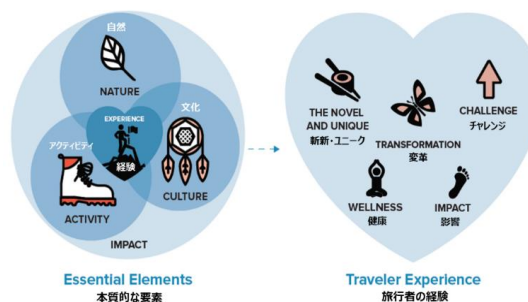 自然
NATURE
文化
CULTURE
EXPERIENCE
経験
アクティビティ
ACTIVITY
IMPACT
Essential Elements
本質的な要素
THE NOVEL
AND UNIQUE
斬新・ユニーク
TRANSFORMATION
変革
CHALLENGE
チャレンジ
WELLNESS
健康
IMPACT
影響
Traveler Experience
旅行者の経験